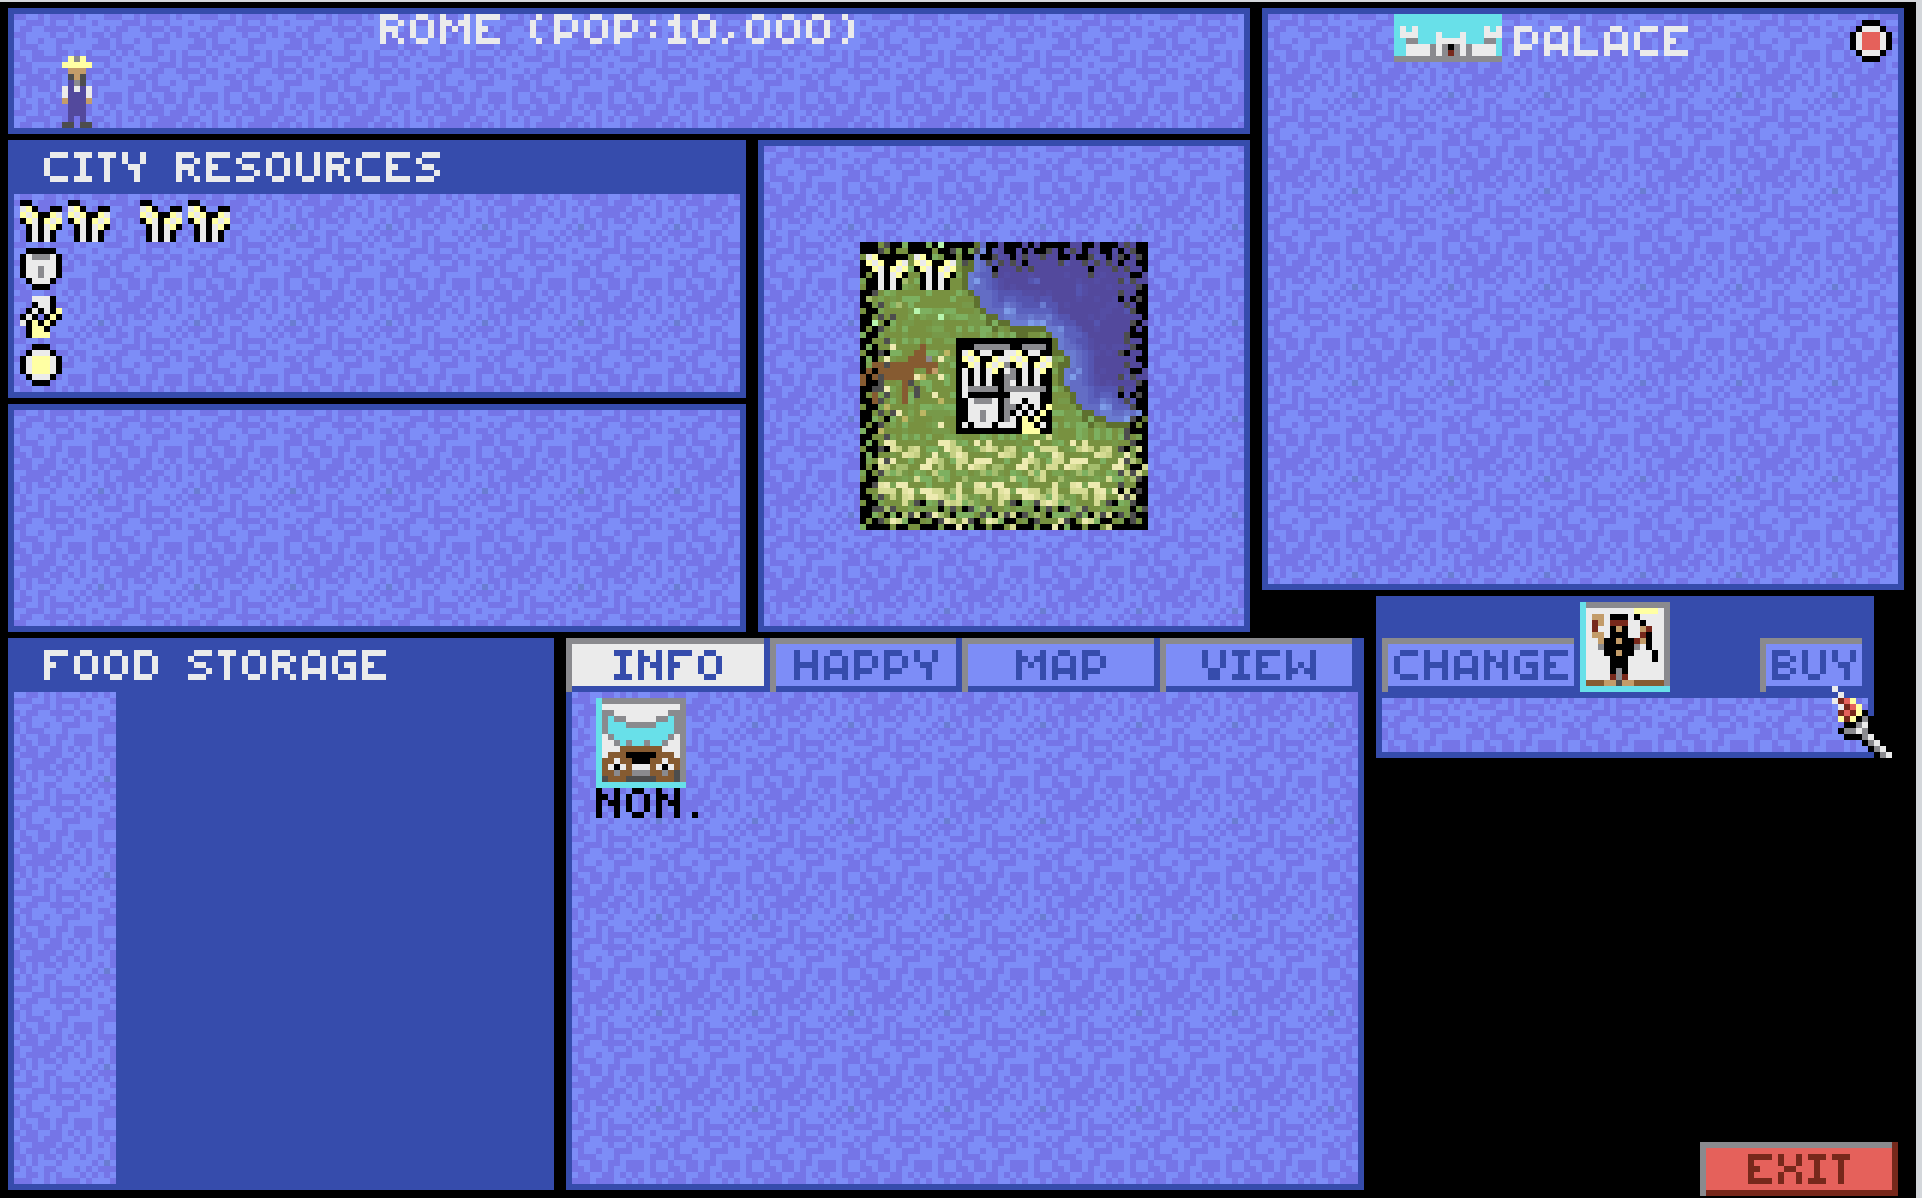 ROME (POP:10,000)
PALACE
CITY RESOURCES
FOOD STORAGE
INFO HAPPY MAP VIEW
CHANGE BUY
NON.
EXIT